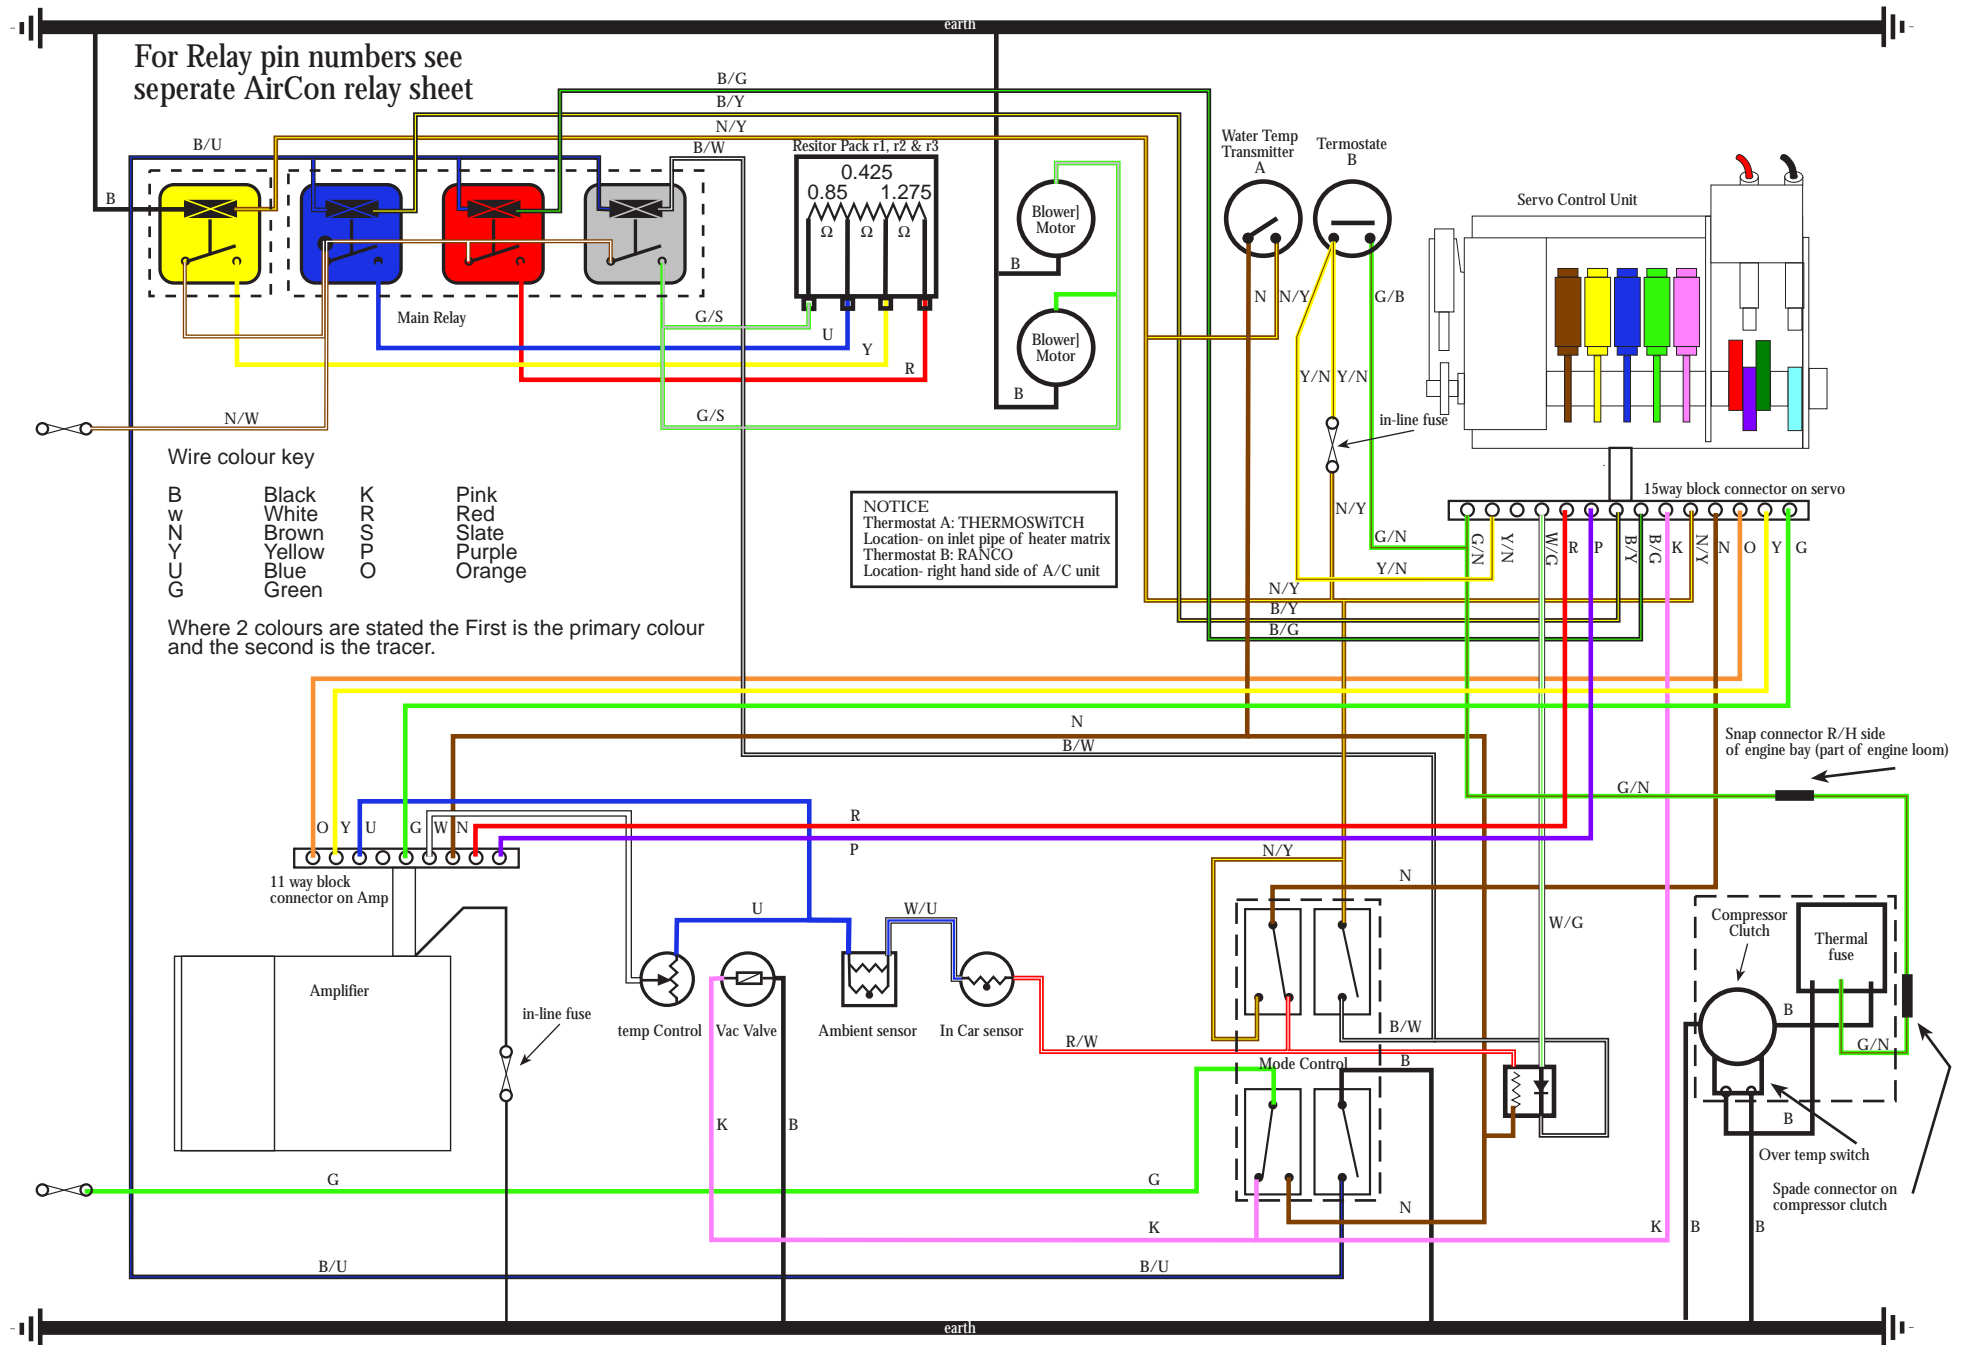 earth
For Relay pin numbers see
seperate AirCon relay sheet
B/G
B/Y
N/Y
B/U
B/W
B
Main Relay
Resitor Pack r1, r2 & r3
0.425
0.85 1.275
Ω Ω Ω
G/S
U
Y
R
G/S
N/W
Blower]
Motor
B
Blower]
Motor
B
Water Temp
Transmitter
A
Termostate
B
N
N/Y
G/B
Y/N
Y/N
in-line fuse
N/Y
G/N
Y/N
N/Y
B/Y
B/G
Servo Control Unit
15way block connector on servo
G/N
Y/N
W/G
R
P
B/Y
B/G
K
N/Y
N
O
Y
G
Wire colour key
B Black K Pink
w White R Red
N Brown S Slate
Y Yellow P Purple
U Blue O Orange
G Green
Where 2 colours are stated the First is the primary colour
and the second is the tracer.
NOTICE
Thermostat A: THERMOSWiTCH
Location- on inlet pipe of heater matrix
Thermostat B: RANCO
Location- right hand side of A/C unit
N
B/W
Snap connector R/H side
of engine bay (part of engine loom)
G/N
O Y U G W N
R
P
11 way block
connector on Amp
Amplifier
in-line fuse
U
W/U
temp Control
Vac Valve
Ambient sensor
In Car sensor
K
B
R/W
N/Y
N
B/W
Mode Control
B
W/G
Compressor
Clutch
Thermal
fuse
B
G/N
B
Over temp switch
Spade connector on
compressor clutch
G
G
N
K
K
B
B
B/U
B/U
earth